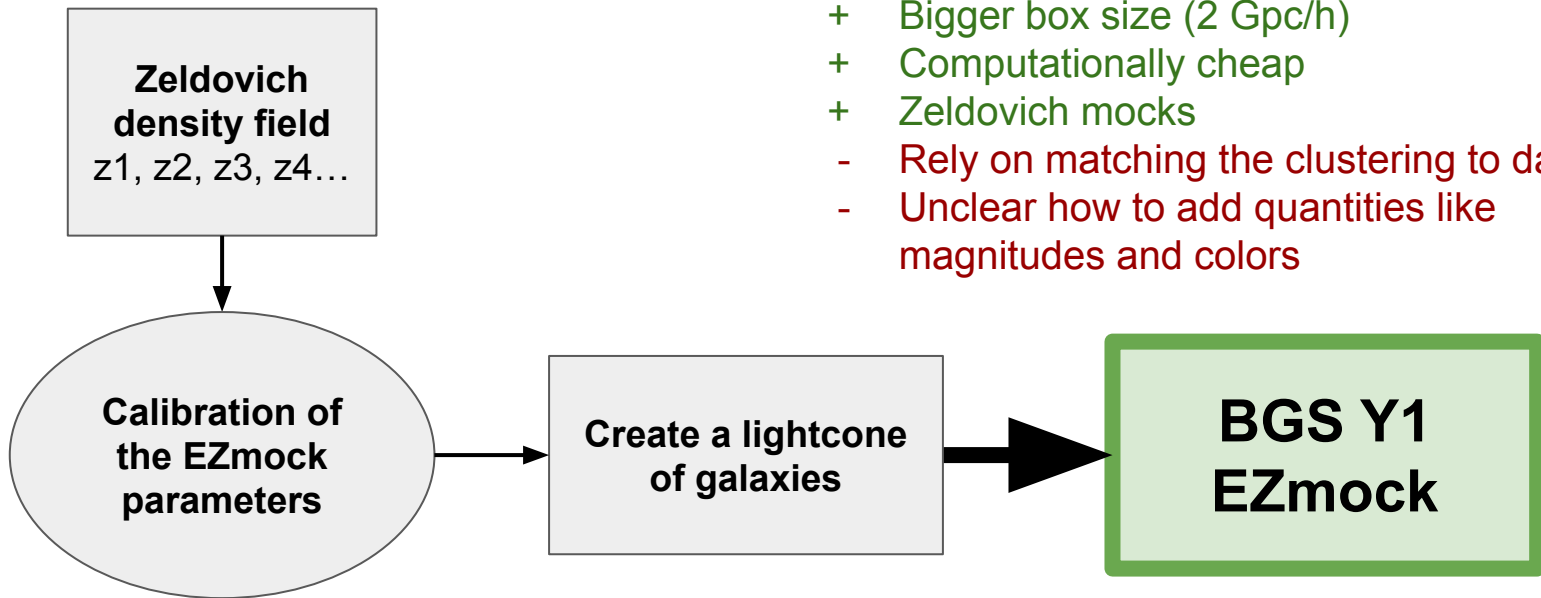 Zeldovich
density field
z1, z2, z3, z4…
+ Bigger box size (2 Gpc/h)
+ Computationally cheap
+ Zeldovich mocks
- Rely on matching the clustering to
- Unclear how to add quantities like
magnitudes and colors
Calibration of
the EZmock
parameters
Create a lightcone
of galaxies
BGS Y1
EZmock